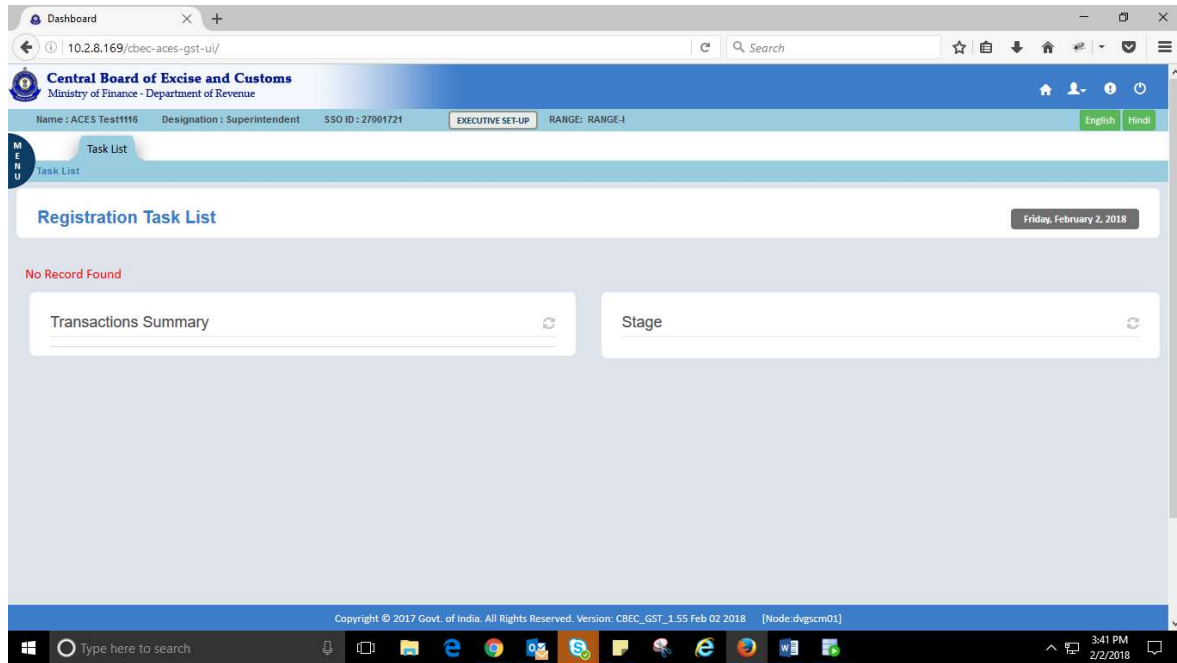 Dashboard
10.2.8.169/cbec-aces-gst-ui/
Search
Central Board of Excise and Customs
Ministry of Finance - Department of Revenue
Name : ACES Test1116 Designation : Superintendent SSO ID : 27001721 EXECUTIVE SET-UP RANGE: RANGE-I English Hindi
MENU
Task List
Task List
Registration Task List
Friday, February 2, 2018
No Record Found
Transactions Summary
Stage
Copyright © 2017 Govt. of India. All Rights Reserved. Version: CBEC_GST_1.55 Feb 02 2018 [Node:dvgscm01]
Type here to search
3:41 PM
2/2/2018